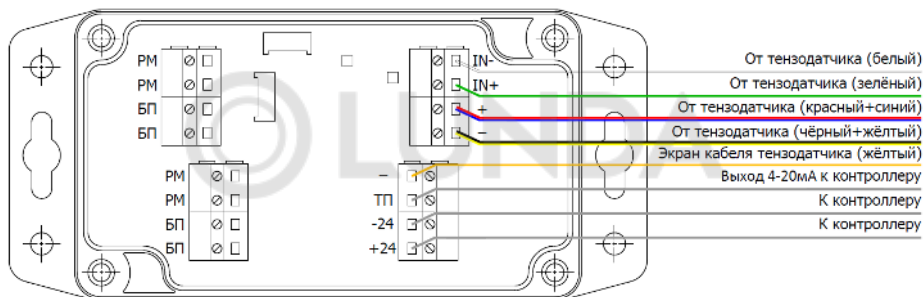 РМ
РМ
БП
БП
IN-
IN+
+
−
От тензодатчика (белый)
От тензодатчика (зелёный)
От тензодатчика (красный+синий)
От тензодатчика (чёрный+жёлтый)
Экран кабеля тензодатчика (жёлтый)
LUNDA
РМ
РМ
БП
БП
−
ТП
-24
+24
Выход 4-20мА к контроллеру
К контроллеру
К контроллеру